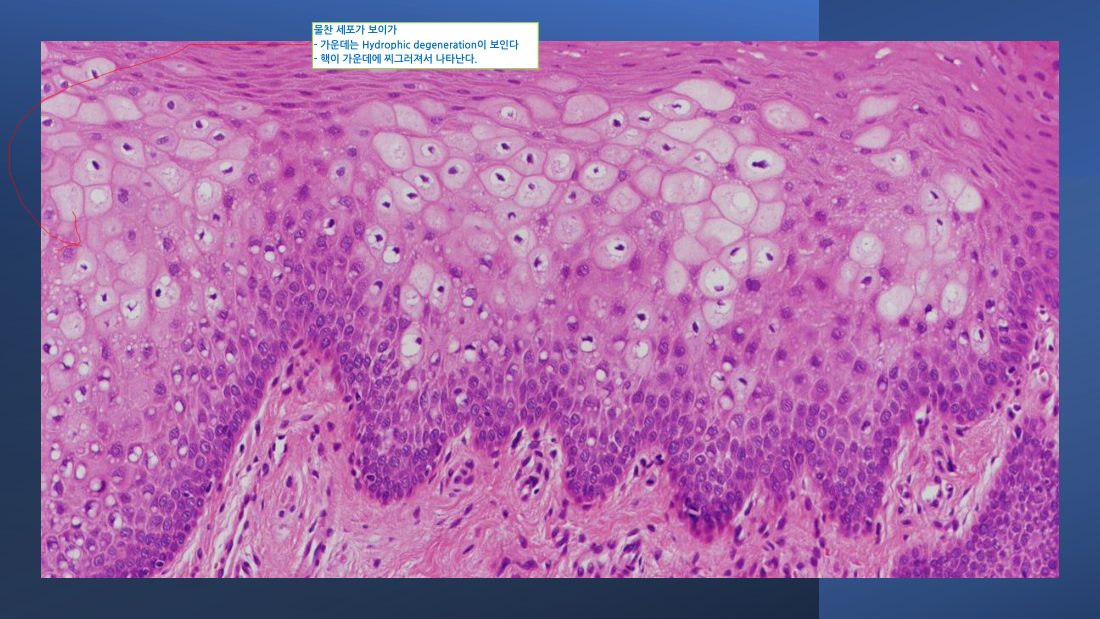 물찬 세포가 보이가
- 가운데는 Hydrophic degeneration이 보인다
- 핵이 가운데에 찌그러져서 나타난다.